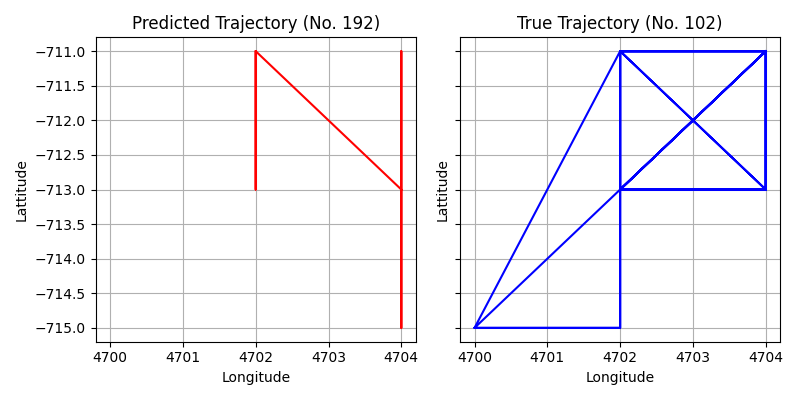 Predicted Trajectory (No. 192)
True Trajectory (No. 102)
−711.0
−711.5
−712.0
−712.5
−713.0
−713.5
−714.0
−714.5
−715.0
Lattitude
Lattitude
4700 4701 4702 4703 4704
4700 4701 4702 4703 4704
Longitude
Longitude